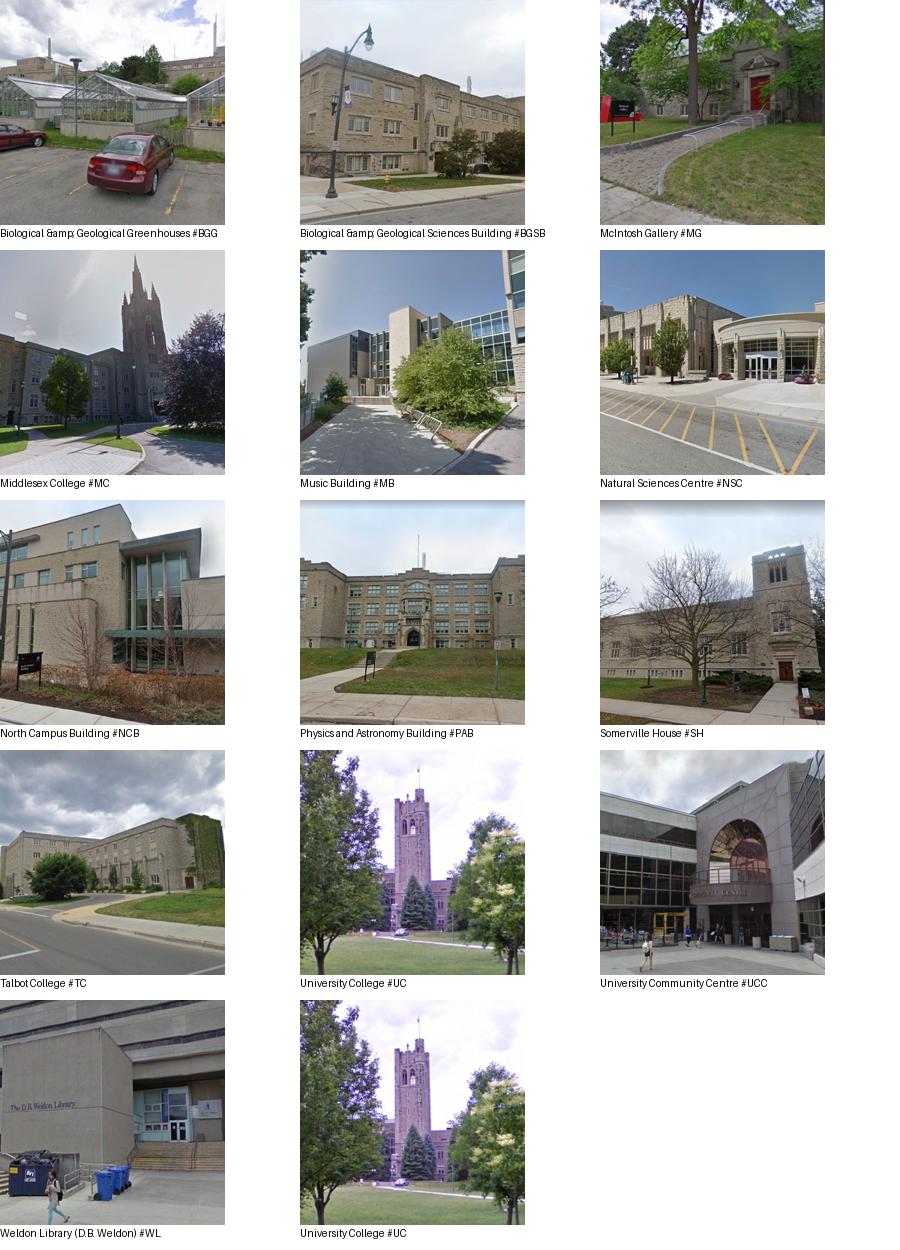 Biological &amp; Geological Greenhouses #BGG
Biological &amp; Geological Sciences Building #BGSB
McIntosh Gallery #MG
Middlesex College #MC
Music Building #MB
Natural Sciences Centre #NSC
North Campus Building #NCB
Physics and Astronomy Building #PAB
Somerville House #SH
Talbot College #TC
University College #UC
University Community Centre #UCC
The D.B. Weldon Library
Weldon Library (D.B. Weldon) #WL
University College #UC